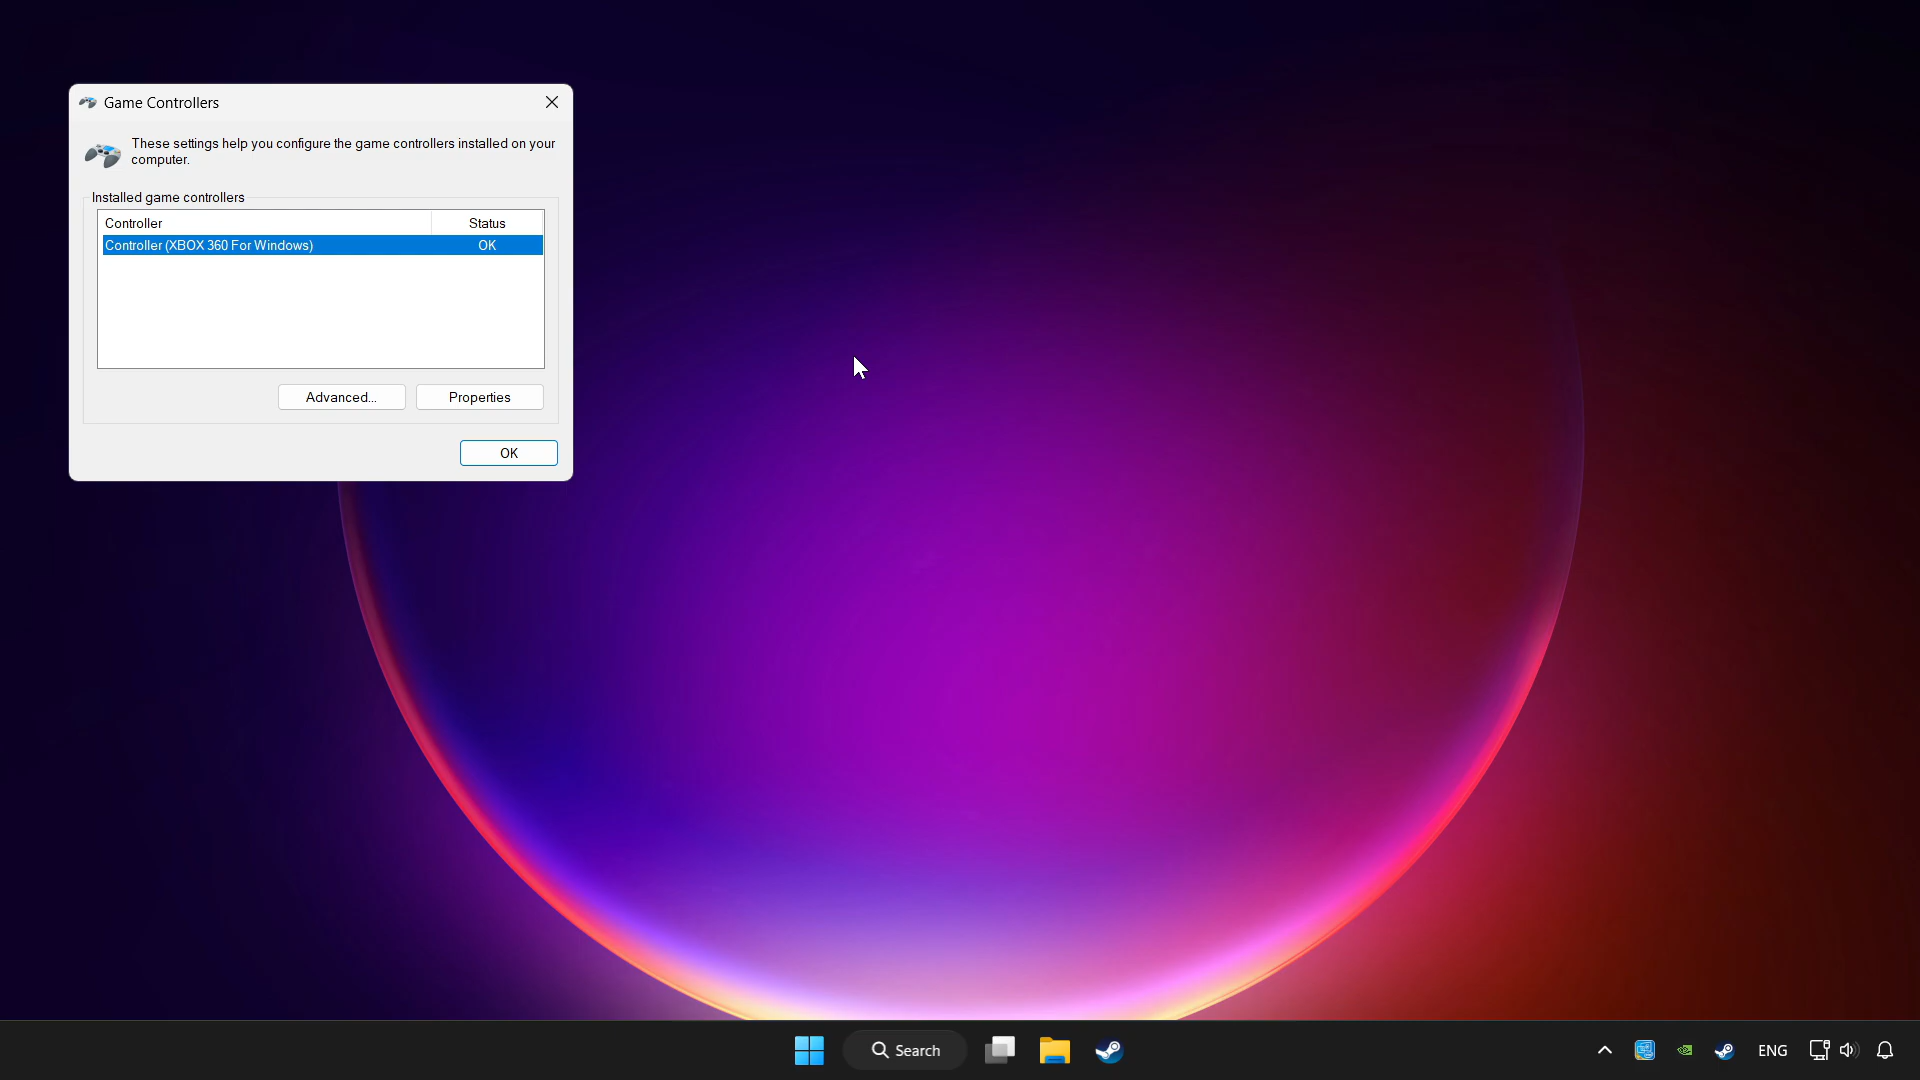 Game Controllers
These settings help you configure the game controllers installed on your
computer.
Installed game controllers
Controller Status
Controller (XBOX 360 For Windows) OK
Advanced... Properties
OK
Search ENG